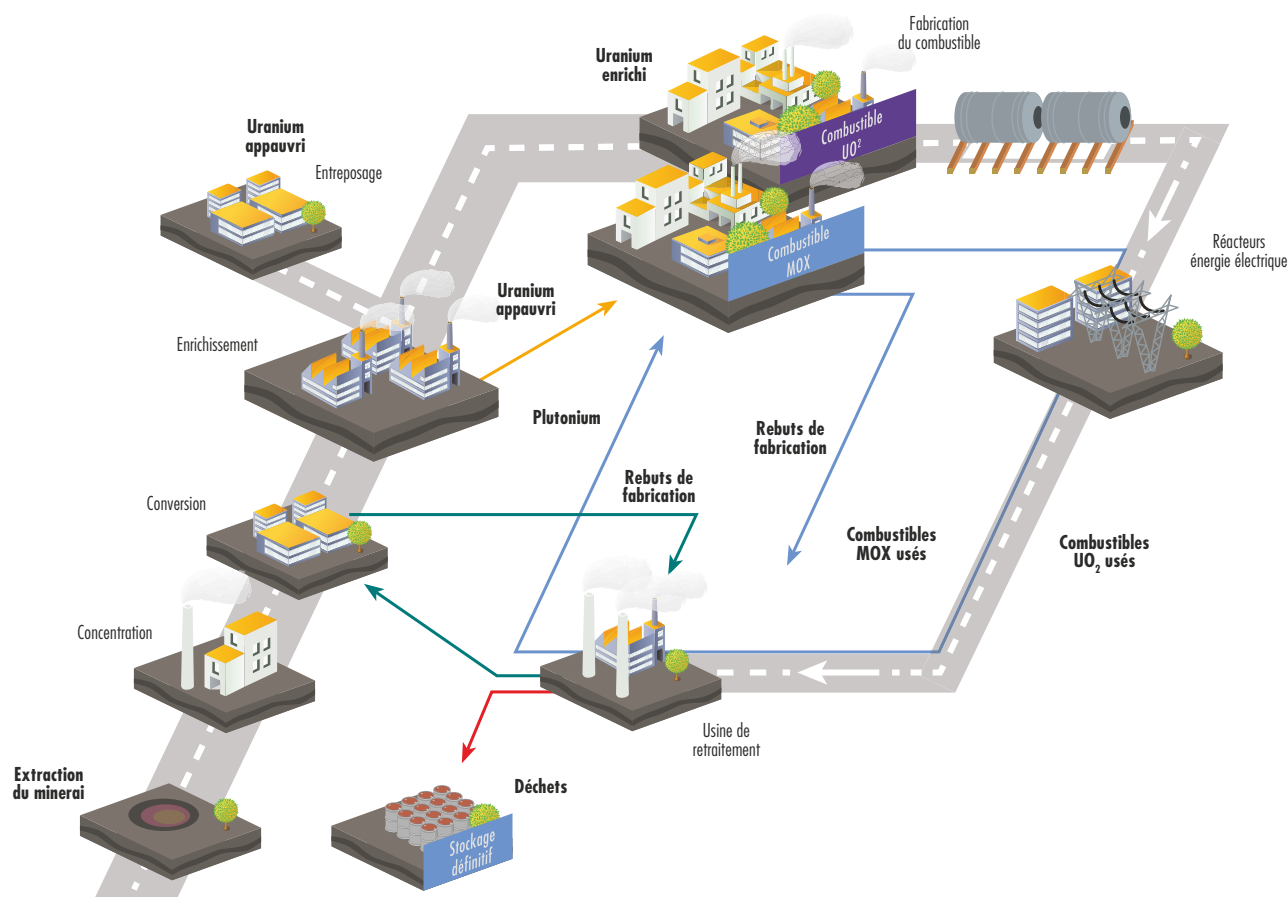 Fabrication
du combustible
Uranium
enrichi
Combustible
UO²
Uranium
appauvri
Entreposage
Combustible
MOX
Réacteurs
énergie électrique
Uranium
appauvri
Enrichissement
Plutonium
Rebuts de
fabrication
Rebuts de
fabrication
Conversion
Combustibles
MOX usés
Combustibles
UO₂ usés
Concentration
Usine de
retraitement
Extraction
du minerai
Déchets
Stockage
définitif